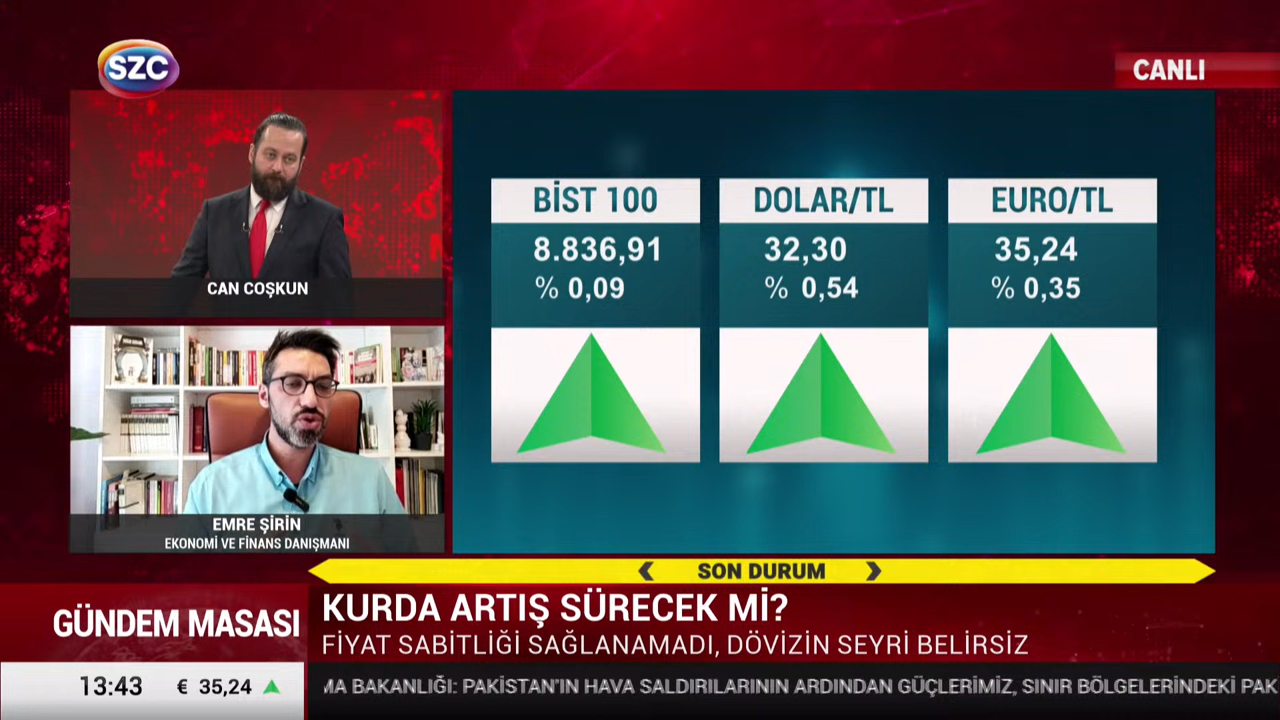 SZC
CANLI
CAN COŞKUN
EMRE ŞİRİN
EKONOMİ VE FİNANS DANIŞMANI
BİST 100
8.836,91
% 0,09
DOLAR/TL
32,30
% 0,54
EURO/TL
35,24
% 0,35
SON DURUM
GÜNDEM MASASI
KURDA ARTIŞ SÜRECEK Mİ?
FİYAT SABİTLİĞİ SAĞLANAMADI, DÖVİZİN SEYRİ BELİRSİZ
13:43 € 35,24
MA BAKANLIĞI: PAKİSTAN'IN HAVA SALDIRILARININ ARDINDAN GÜÇLERİMİZ, SINIR BÖLGELERİNDEKİ PAK